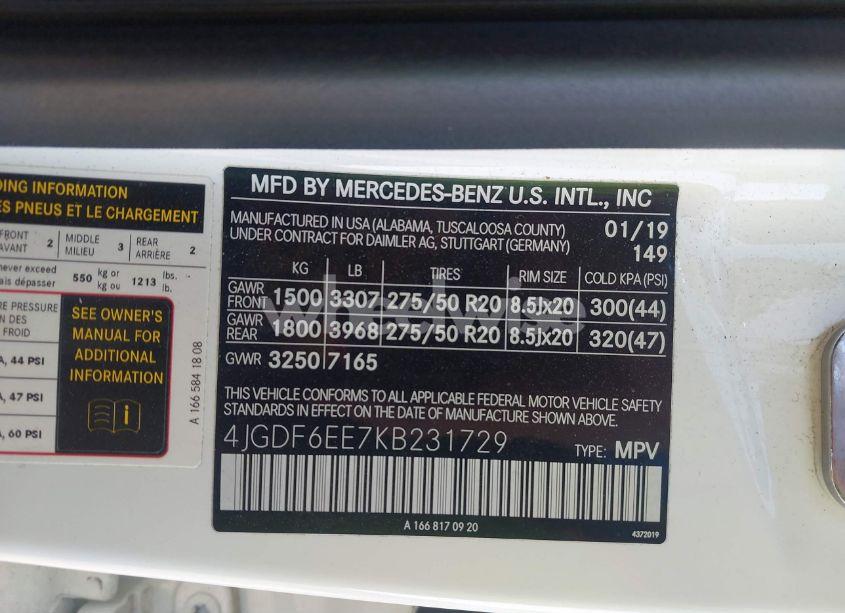 DING INFORMATION
ES PNEUS ET LE CHARGEMENT
FRONT
AVANT 2 MIDDLE
MILIEU 3 REAR
ARRIÈRE 2
never exceed
ais dépasser 550 kg or
kg ou 1213 lbs.
lb.
RE PRESSURE
ON DES
FROID
A, 44 PSI
A, 47 PSI
A, 60 PSI
SEE OWNER'S
MANUAL FOR
ADDITIONAL
INFORMATION
i
A 166 584 18 08
MFD BY MERCEDES-BENZ U.S. INTL., INC
MANUFACTURED IN USA (ALABAMA, TUSCALOOSA COUNTY) 01/19
UNDER CONTRACT FOR DAIMLER AG, STUTTGART (GERMANY) 149
KG LB TIRES RIM SIZE COLD KPA (PSI)
GAWR
FRONT 1500 3307 275/50 R20 8.5Jx20 300(44)
GAWR
REAR 1800 3968 275/50 R20 8.5Jx20 320(47)
GVWR 3250 7165
THIS VEHICLE CONFORMS TO ALL APPLICABLE FEDERAL MOTOR VEHICLE SAFETY
STANDARDS IN EFFECT ON THE DATE OF MANUFACTURE SHOWN ABOVE.
4JGDF6EE7KB231729 TYPE: MPV
A 166 817 09 20
4372019
wheelwise